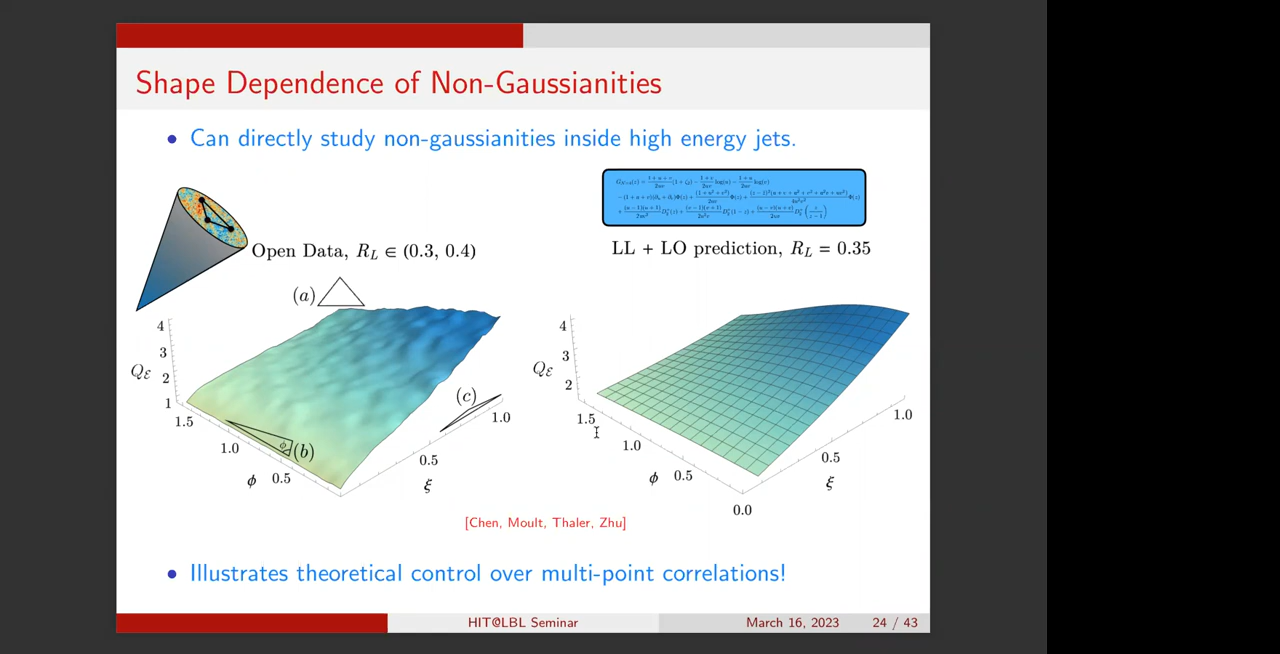 Shape Dependence of Non-Gaussianities
• Can directly study non-gaussianities inside high energy jets.
Open Data, R_L ∈ (0.3, 0.4)
LL + LO prediction, R_L = 0.35
(a)
4
3
Q_ℰ
2
1
1.5
1.0
ϕ
0.5
ϕ
(b)
(c)
1.0
0.5
ξ
4
3
Q_ℰ
2
1.5
1.0
ϕ
0.5
0.0
1.0
0.5
ξ
[Chen, Moult, Thaler, Zhu]
• Illustrates theoretical control over multi-point correlations!
HIT@LBL Seminar
March 16, 2023
24 / 43